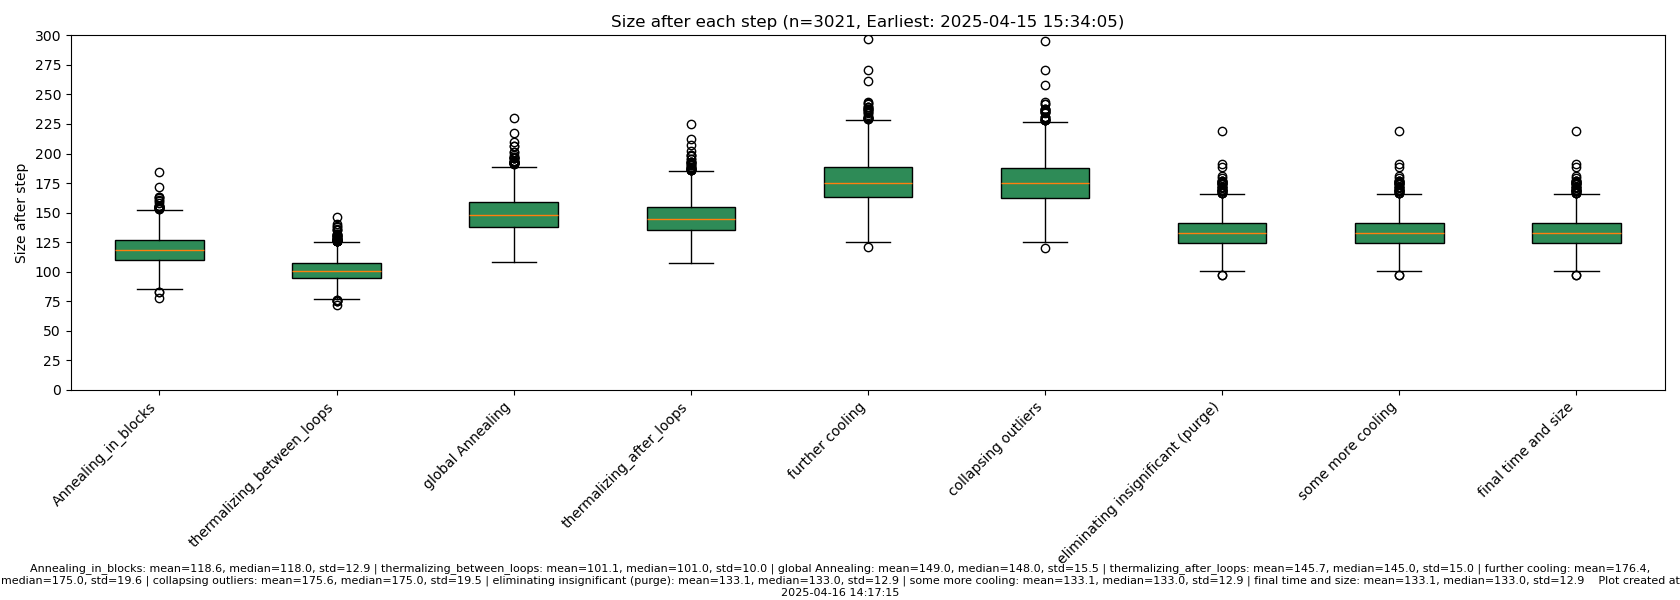 Size after each step (n=3021, Earliest: 2025-04-15 15:34:05)
Size after step
300
275
250
225
200
175
150
125
100
75
50
25
0
Annealing_in_blocks
thermalizing_between_loops
global Annealing
thermalizing_after_loops
further cooling
collapsing outliers
eliminating insignificant (purge)
some more cooling
final time and size
Annealing_in_blocks: mean=118.6, median=118.0, std=12.9 | thermalizing_between_loops: mean=101.1, median=101.0, std=10.0 | global Annealing: mean=149.0, median=148.0, std=15.5 | thermalizing_after_loops: mean=145.7, median=145.0, std=15.0 | further cooling: mean=176.4,
median=175.0, std=19.6 | collapsing outliers: mean=175.6, median=175.0, std=19.5 | eliminating insignificant (purge): mean=133.1, median=133.0, std=12.9 | some more cooling: mean=133.1, median=133.0, std=12.9 | final time and size: mean=133.1, median=133.0, std=12.9 Plot created at
2025-04-16 14:17:15